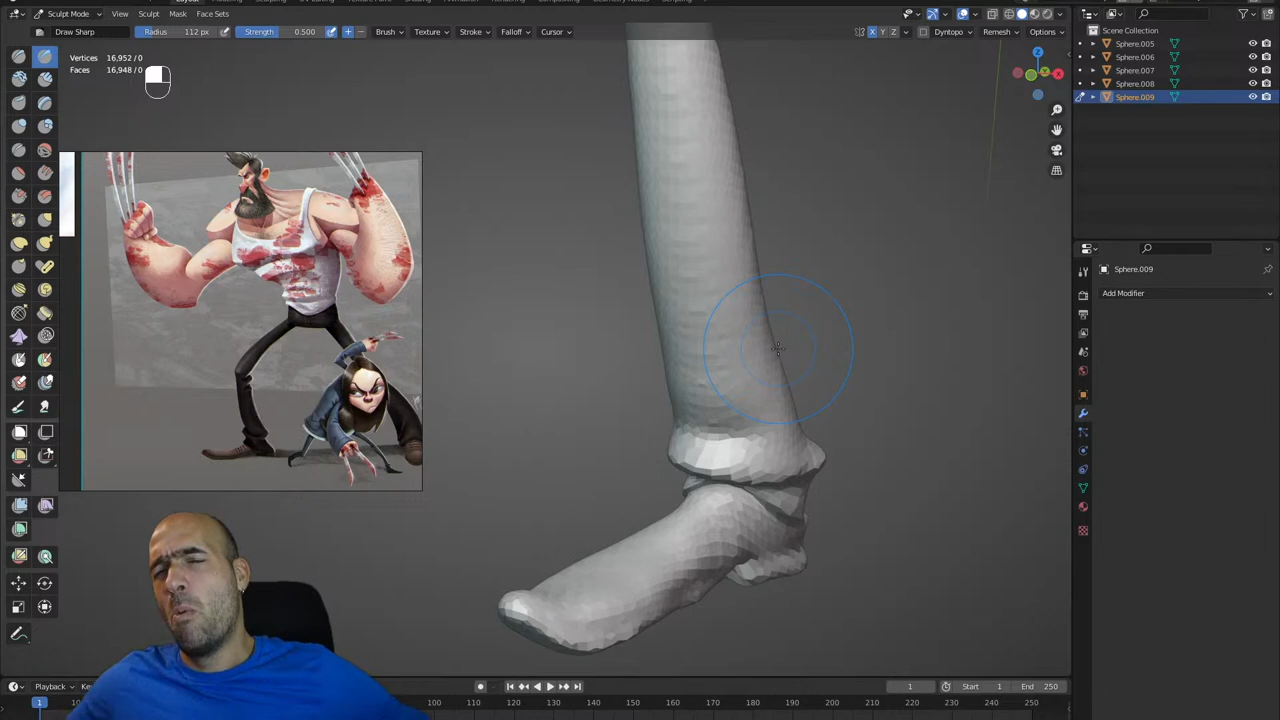 Sculpt Mode View Sculpt Mask Face Sets
Draw Sharp Radius 112 px Strength 0.500 Brush Texture Stroke Falloff Cursor X Y Z Dyntopo Remesh Options
Vertices 16,952 / 0
Faces 16,948 / 0
Z
X
Scene Collection
Sphere.005
Sphere.006
Sphere.007
Sphere.008
Sphere.009
Sphere.009
Add Modifier
Playback 1 Start 1 End 250
1 100 110 120 130 140 150 160 170 180 190 200 210 220 230 240 250